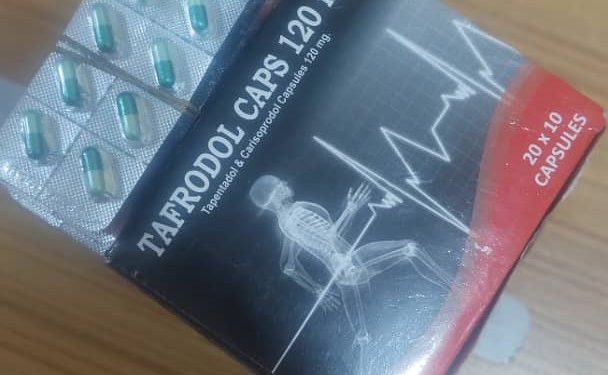 TAFRODOL CAPS 120
Tapentadol & Carisoprodol Capsules 120 mg.
20 x 10
CAPSULES